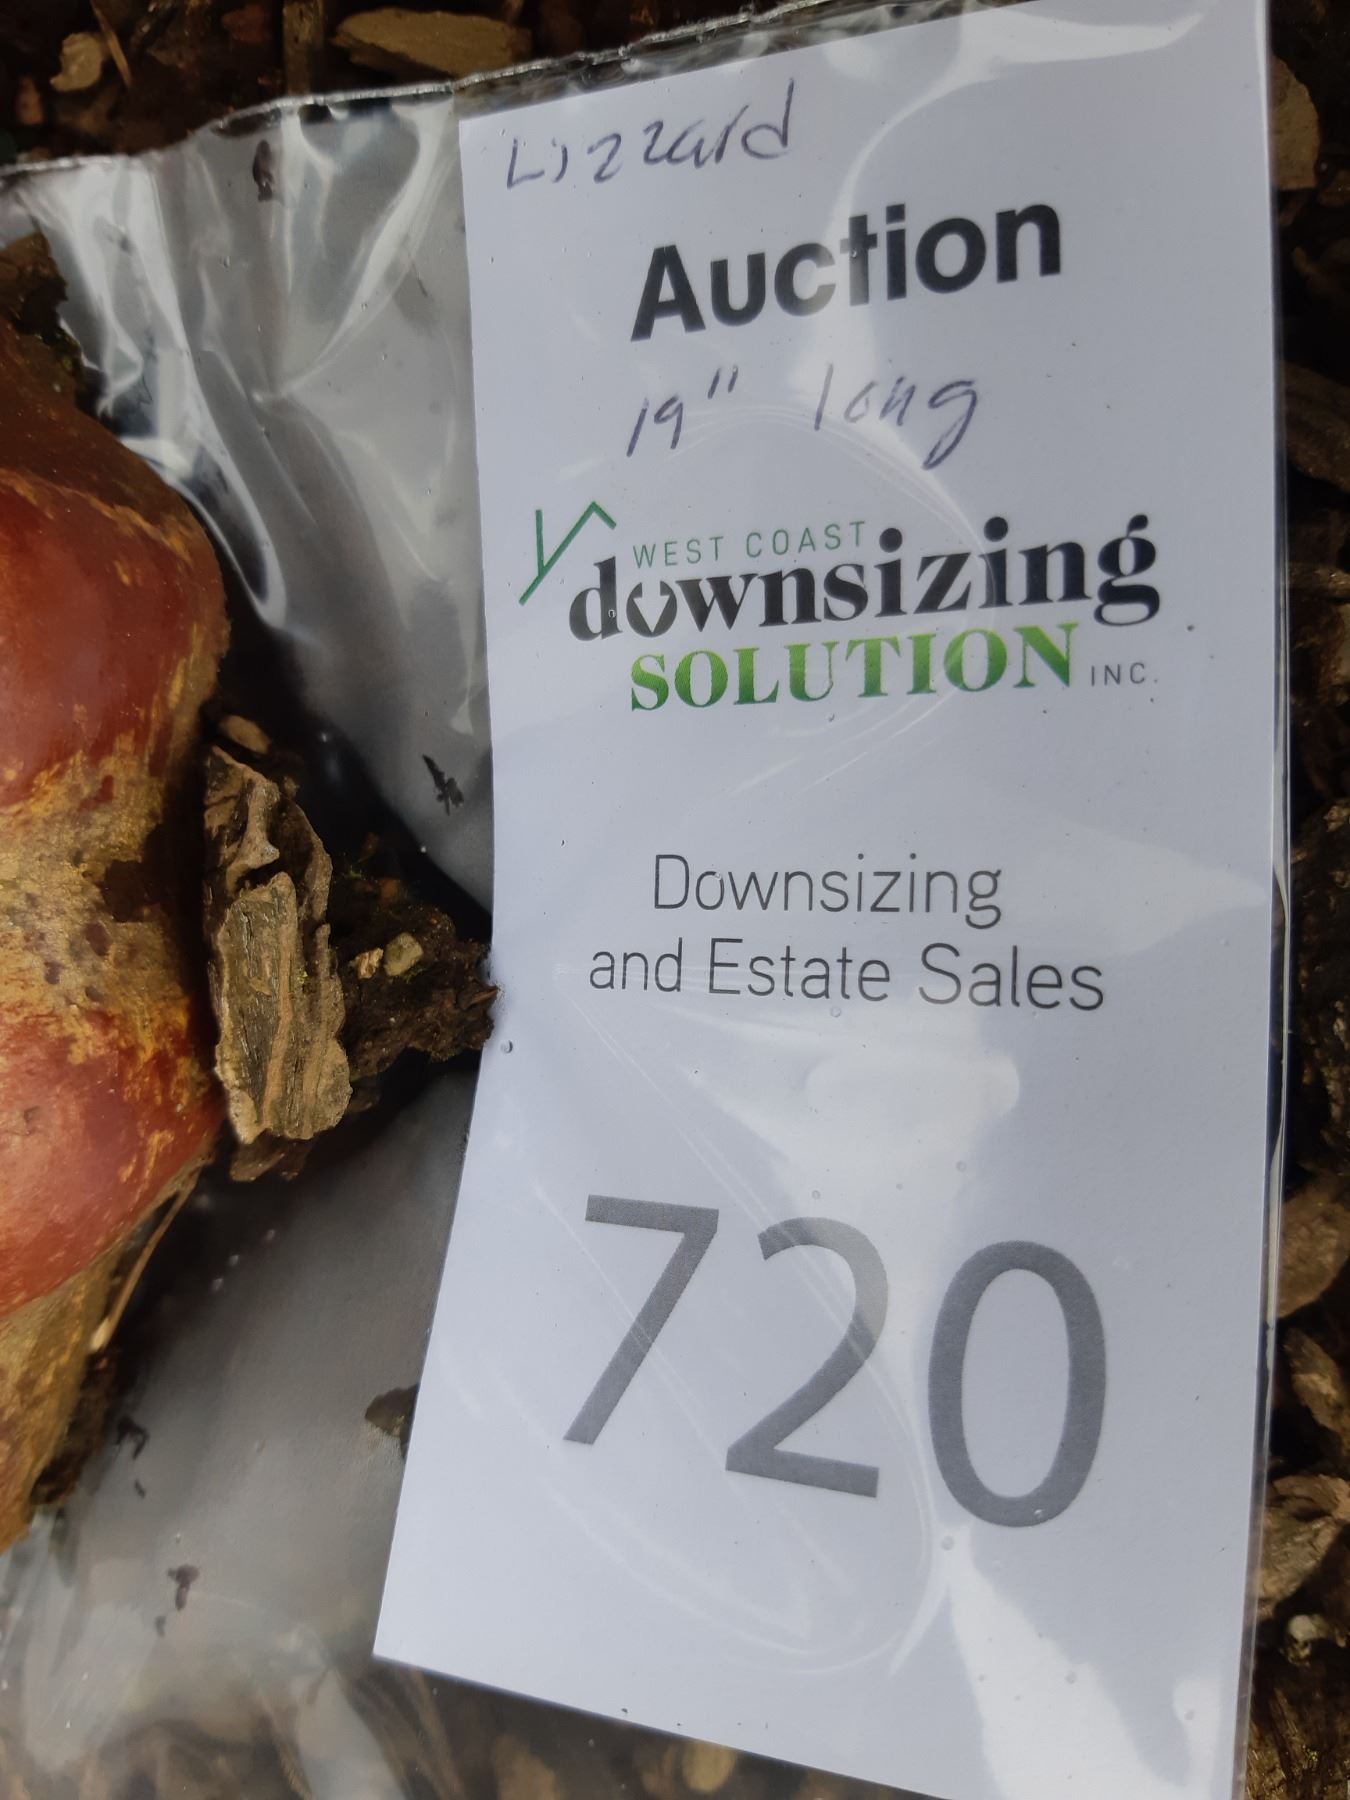 Lizzard
Auction
19" long
WEST COAST
downsizing
SOLUTION INC.
Downsizing
and Estate Sales
720